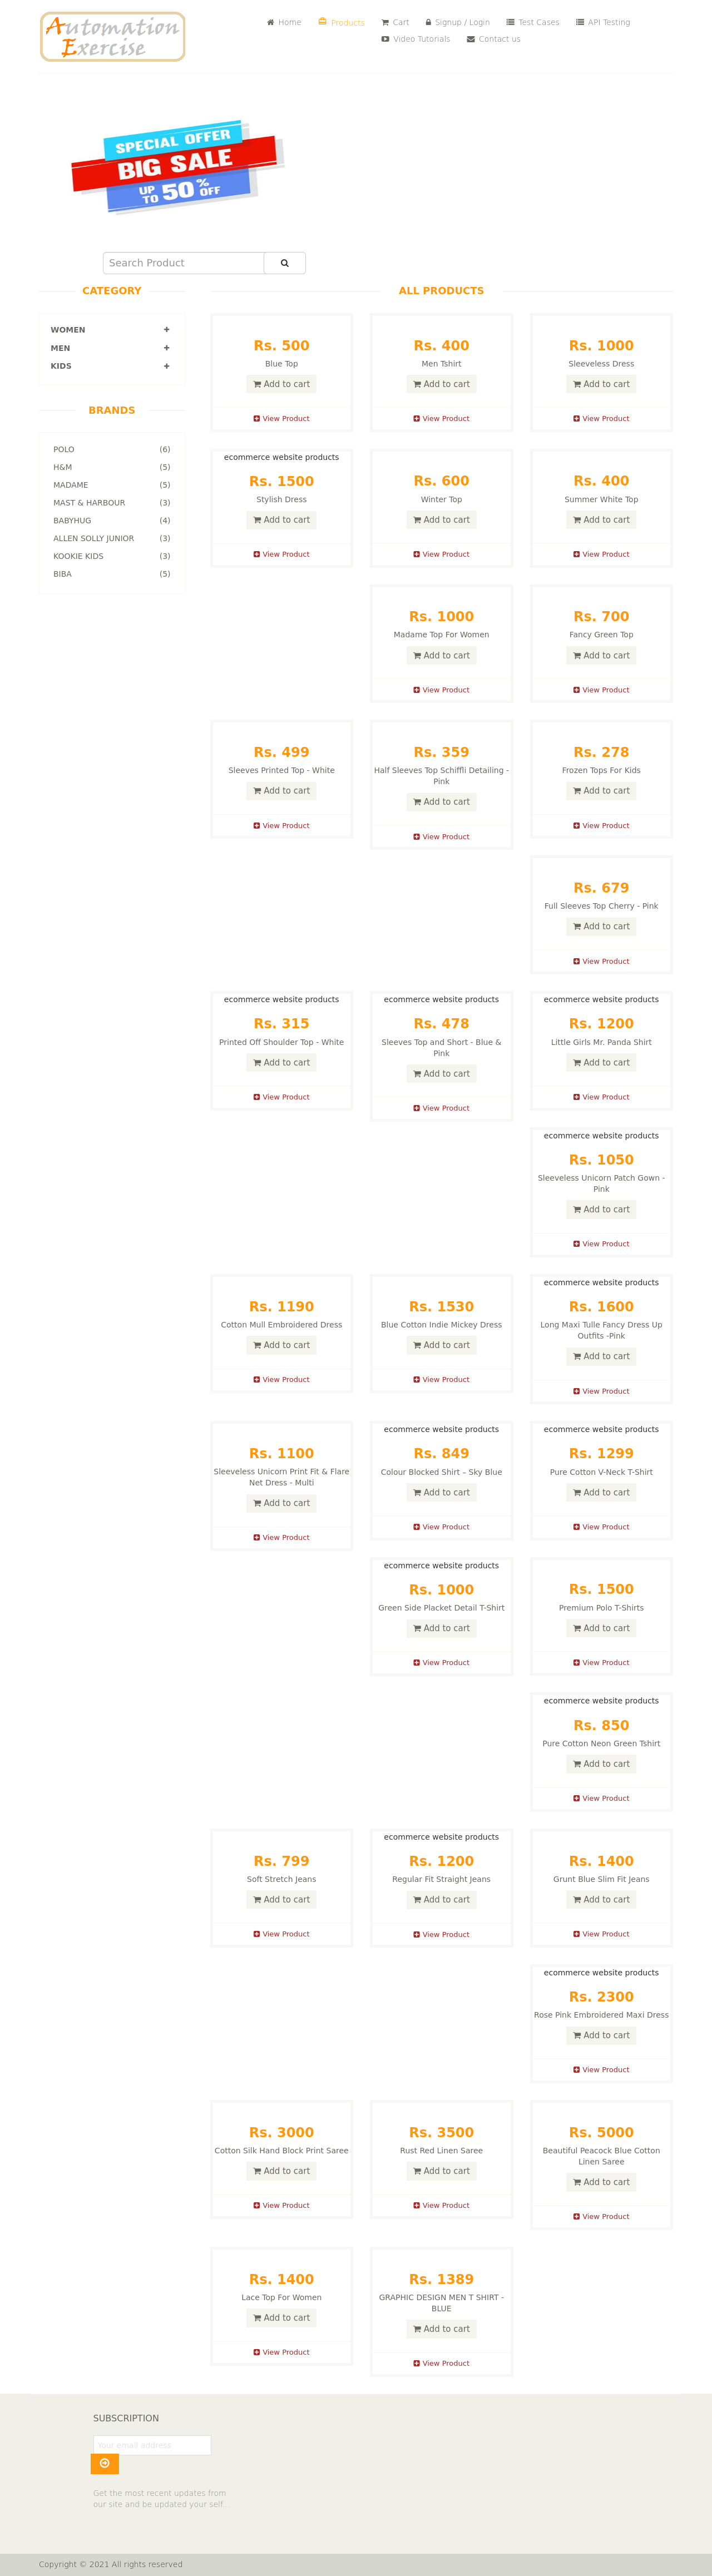 Automation
Exercise
Home
Products
Cart
Signup / Login
Test Cases
API Testing
Video Tutorials
Contact us
SPECIAL OFFER
BIG SALE
UP TO 50% OFF
Search Product
CATEGORY
WOMEN
MEN
KIDS
BRANDS
POLO (6)
H&M (5)
MADAME (5)
MAST & HARBOUR (3)
BABYHUG (4)
ALLEN SOLLY JUNIOR (3)
KOOKIE KIDS (3)
BIBA (5)
ALL PRODUCTS
Rs. 500
Blue Top
Add to cart
View Product
Rs. 400
Men Tshirt
Add to cart
View Product
Rs. 1000
Sleeveless Dress
Add to cart
View Product
ecommerce website products
Rs. 1500
Stylish Dress
Add to cart
View Product
Rs. 600
Winter Top
Add to cart
View Product
Rs. 400
Summer White Top
Add to cart
View Product
Rs. 1000
Madame Top For Women
Add to cart
View Product
Rs. 700
Fancy Green Top
Add to cart
View Product
Rs. 499
Sleeves Printed Top - White
Add to cart
View Product
Rs. 359
Half Sleeves Top Schiffli Detailing -
Pink
Add to cart
View Product
Rs. 278
Frozen Tops For Kids
Add to cart
View Product
Rs. 679
Full Sleeves Top Cherry - Pink
Add to cart
View Product
ecommerce website products
Rs. 315
Printed Off Shoulder Top - White
Add to cart
View Product
ecommerce website products
Rs. 478
Sleeves Top and Short - Blue &
Pink
Add to cart
View Product
ecommerce website products
Rs. 1200
Little Girls Mr. Panda Shirt
Add to cart
View Product
ecommerce website products
Rs. 1050
Sleeveless Unicorn Patch Gown -
Pink
Add to cart
View Product
Rs. 1190
Cotton Mull Embroidered Dress
Add to cart
View Product
Rs. 1530
Blue Cotton Indie Mickey Dress
Add to cart
View Product
ecommerce website products
Rs. 1600
Long Maxi Tulle Fancy Dress Up
Outfits -Pink
Add to cart
View Product
Rs. 1100
Sleeveless Unicorn Print Fit & Flare
Net Dress - Multi
Add to cart
View Product
ecommerce website products
Rs. 849
Colour Blocked Shirt – Sky Blue
Add to cart
View Product
ecommerce website products
Rs. 1299
Pure Cotton V-Neck T-Shirt
Add to cart
View Product
ecommerce website products
Rs. 1000
Green Side Placket Detail T-Shirt
Add to cart
View Product
Rs. 1500
Premium Polo T-Shirts
Add to cart
View Product
ecommerce website products
Rs. 850
Pure Cotton Neon Green Tshirt
Add to cart
View Product
Rs. 799
Soft Stretch Jeans
Add to cart
View Product
ecommerce website products
Rs. 1200
Regular Fit Straight Jeans
Add to cart
View Product
Rs. 1400
Grunt Blue Slim Fit Jeans
Add to cart
View Product
ecommerce website products
Rs. 2300
Rose Pink Embroidered Maxi Dress
Add to cart
View Product
Rs. 3000
Cotton Silk Hand Block Print Saree
Add to cart
View Product
Rs. 3500
Rust Red Linen Saree
Add to cart
View Product
Rs. 5000
Beautiful Peacock Blue Cotton
Linen Saree
Add to cart
View Product
Rs. 1400
Lace Top For Women
Add to cart
View Product
Rs. 1389
GRAPHIC DESIGN MEN T SHIRT -
BLUE
Add to cart
View Product
SUBSCRIPTION
Your email address
Get the most recent updates from
our site and be updated your self...
Copyright © 2021 All rights reserved